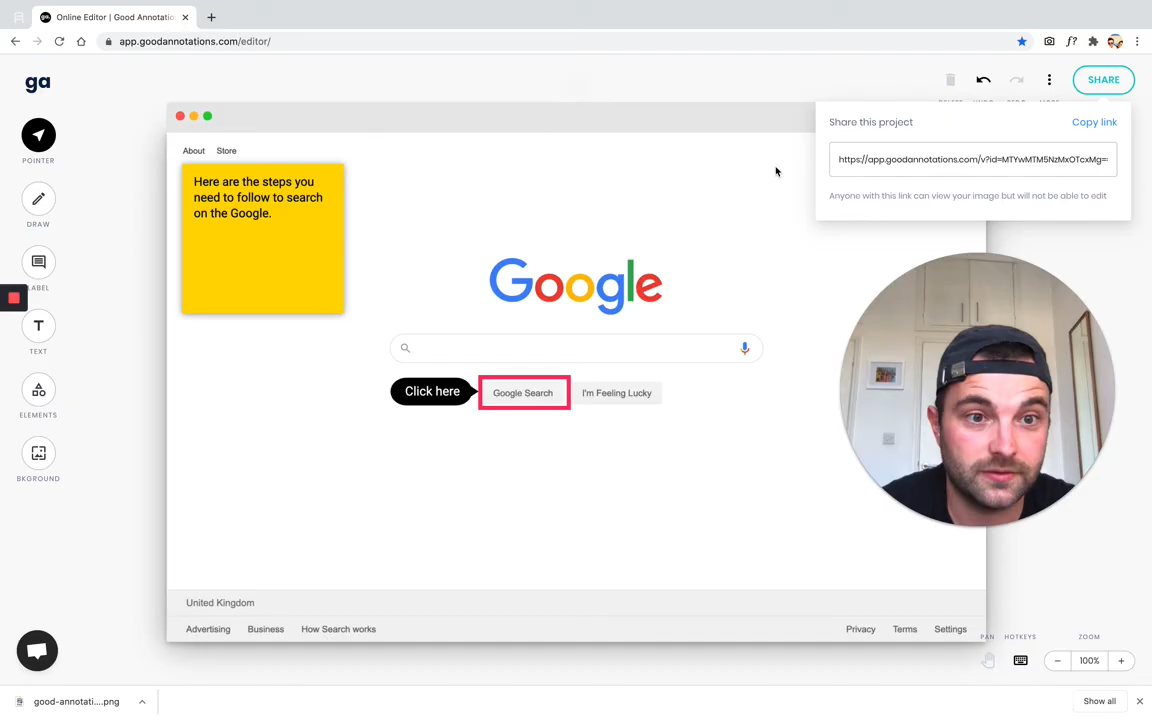 ga.
Online Editor | Good Annotatio
app.goodannotations.com/editor/
f?
ga
SHARE
POINTER
DRAW
LABEL
T
TEXT
ELEMENTS
BKGROUND
Share this project
Copy link
https://app.goodannotations.com/v?id=MTYwMTM5NzMxOTcxMg==
Anyone with this link can view your image but will not be able to edit
About Store
Here are the steps you
need to follow to search
on the Google.
Google
Click here
Google Search
I'm Feeling Lucky
United Kingdom
Advertising Business How Search works
Privacy Terms Settings
PAN HOTKEYS ZOOM
− 100% +
good-annotati....png
Show all